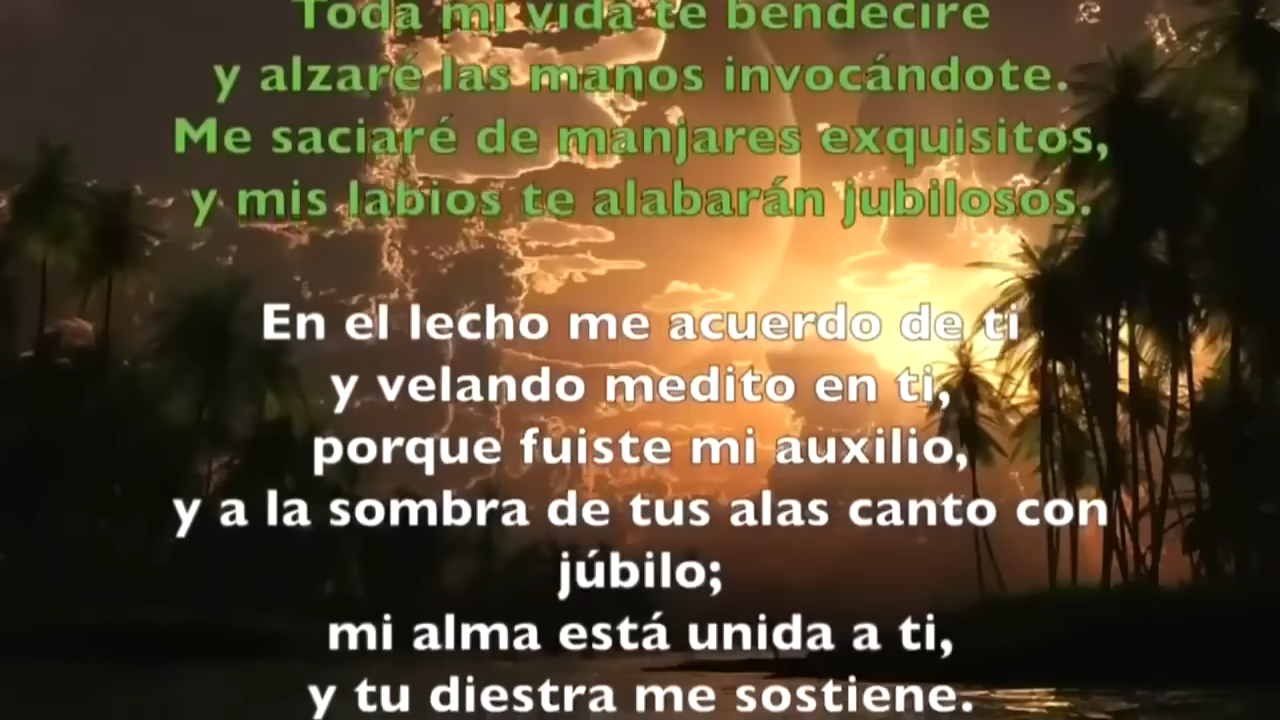 Toda mi vida te bendecire
y alzaré las manos invocándote.
Me saciaré de manjares exquisitos,
y mis labios te alabarán jubilosos.
En el lecho me acuerdo de ti
y velando medito en ti,
porque fuiste mi auxilio,
y a la sombra de tus alas canto con
júbilo;
mi alma está unida a ti,
y tu diestra me sostiene.